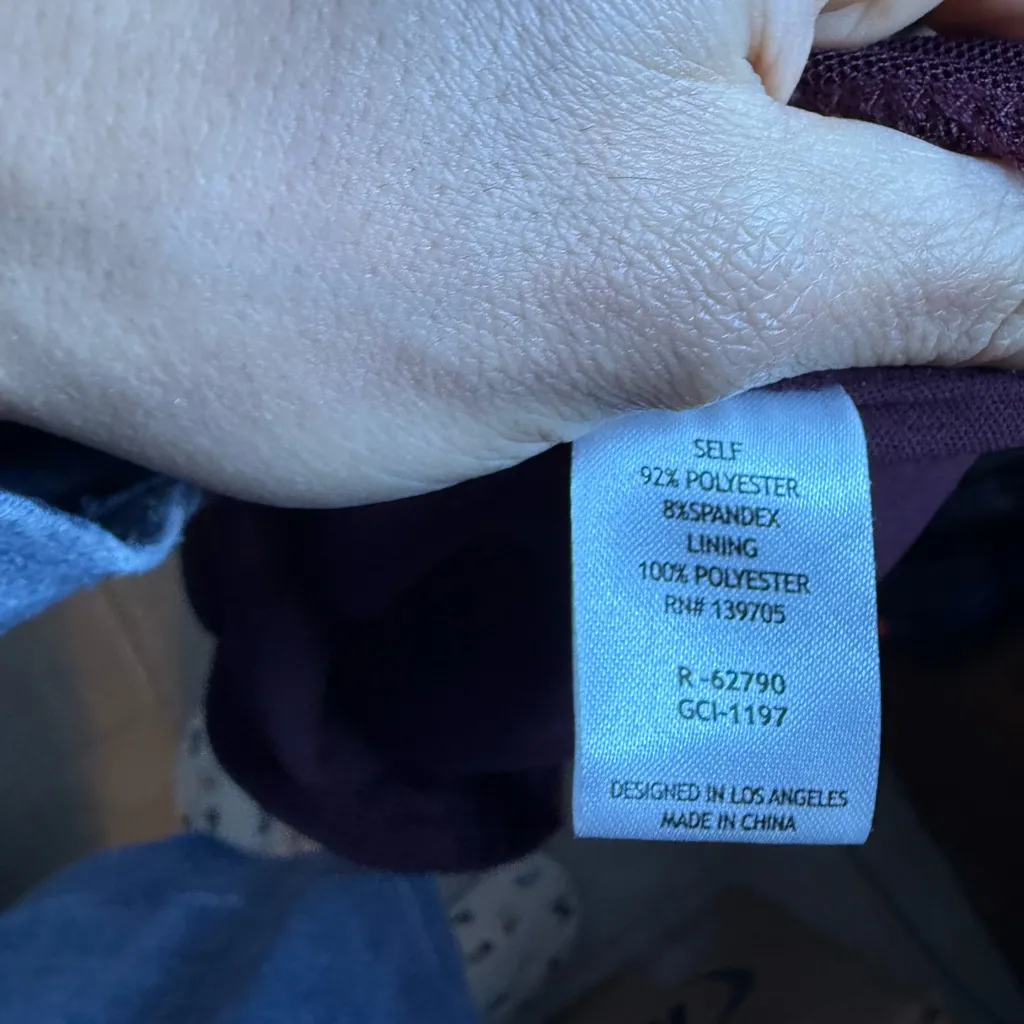 SELF
92% POLYESTER
8%SPANDEX
LINING
100% POLYESTER
RN# 139705
R -62790
GCI-1197
DESIGNED IN LOS ANGELES
MADE IN CHINA